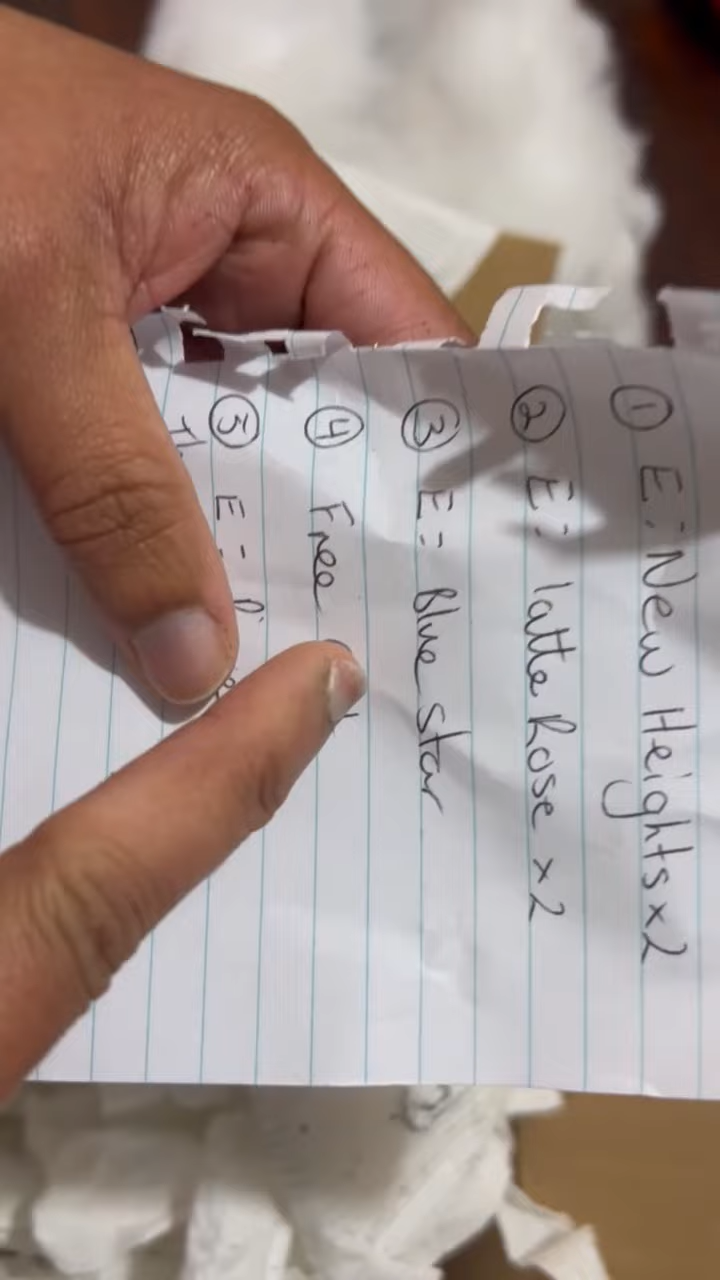 ① E: New Heights x2
② E: latte Rose x2
③ E: Blue star
④ Free
⑤ E: